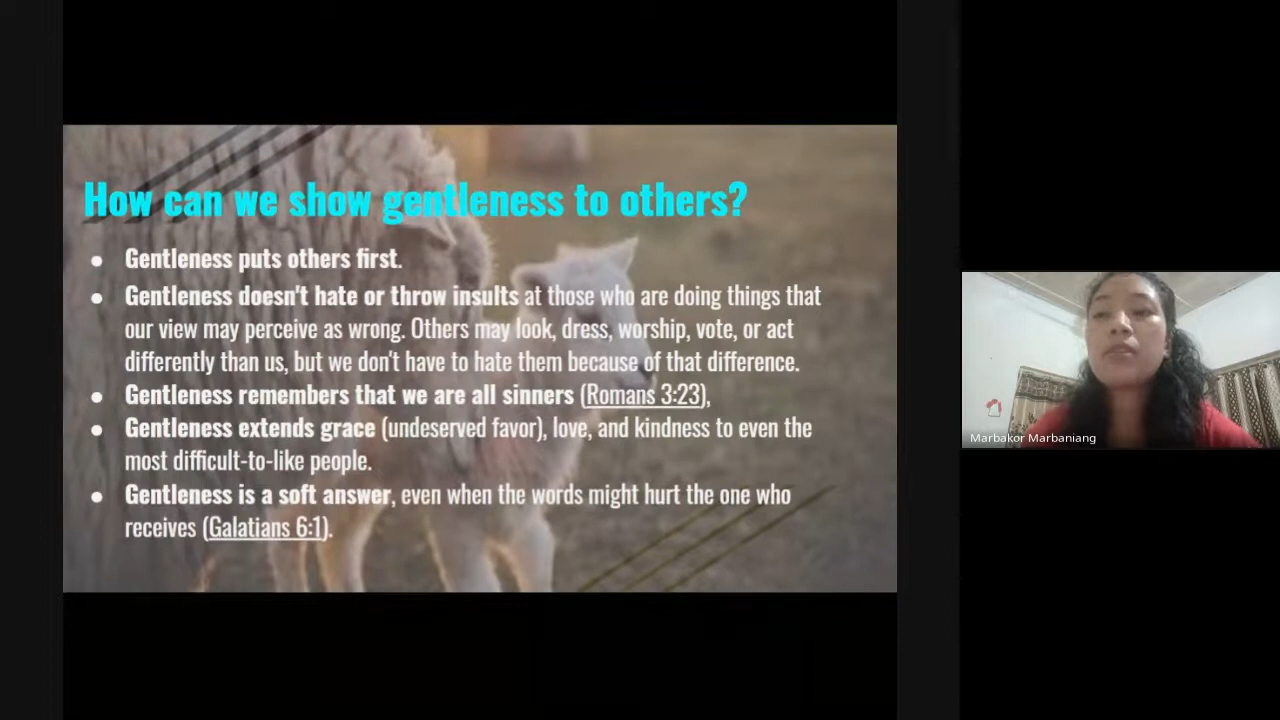 How can we show gentleness to others?
● Gentleness puts others first.
● Gentleness doesn't hate or throw insults at those who are doing things that
our view may perceive as wrong. Others may look, dress, worship, vote, or act
differently than us, but we don't have to hate them because of that difference.
● Gentleness remembers that we are all sinners (Romans 3:23),
● Gentleness extends grace (undeserved favor), love, and kindness to even the
most difficult-to-like people.
● Gentleness is a soft answer, even when the words might hurt the one who
receives (Galatians 6:1).
Marbakor Marbaniang